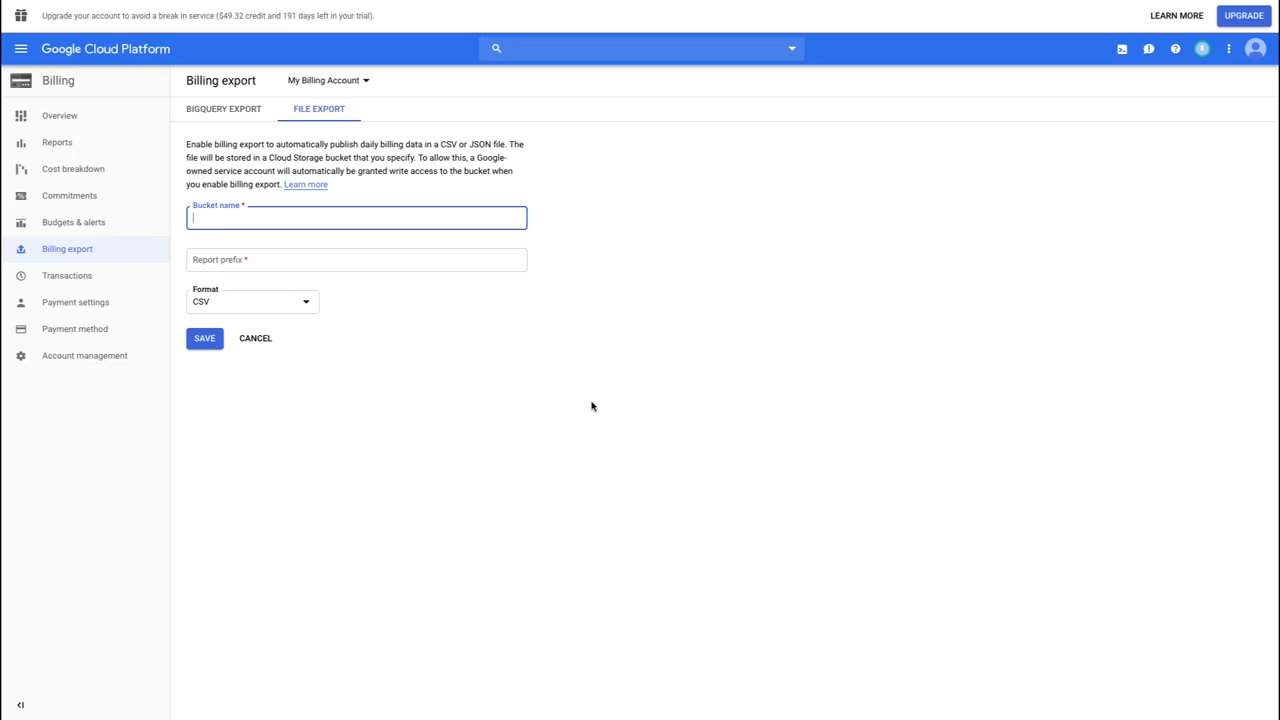 Upgrade your account to avoid a break in service ($49.32 credit and 191 days left in your trial).
LEARN MORE
UPGRADE
Google Cloud Platform
Billing
Billing export
My Billing Account
Overview
Reports
Cost breakdown
Commitments
Budgets & alerts
Billing export
Transactions
Payment settings
Payment method
Account management
BIGQUERY EXPORT
FILE EXPORT
Enable billing export to automatically publish daily billing data in a CSV or JSON file. The
file will be stored in a Cloud Storage bucket that you specify. To allow this, a Google-
owned service account will automatically be granted write access to the bucket when
you enable billing export. Learn more
Bucket name *
Report prefix *
Format
CSV
SAVE
CANCEL